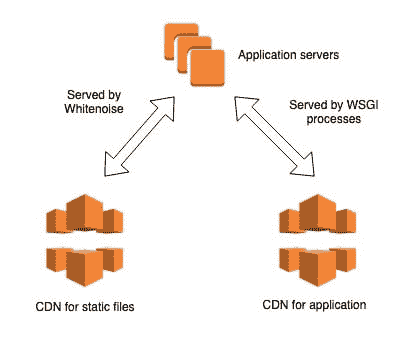 Application servers
Served by
Whitenoise
Served by WSGI
processes
CDN for static files
CDN for application